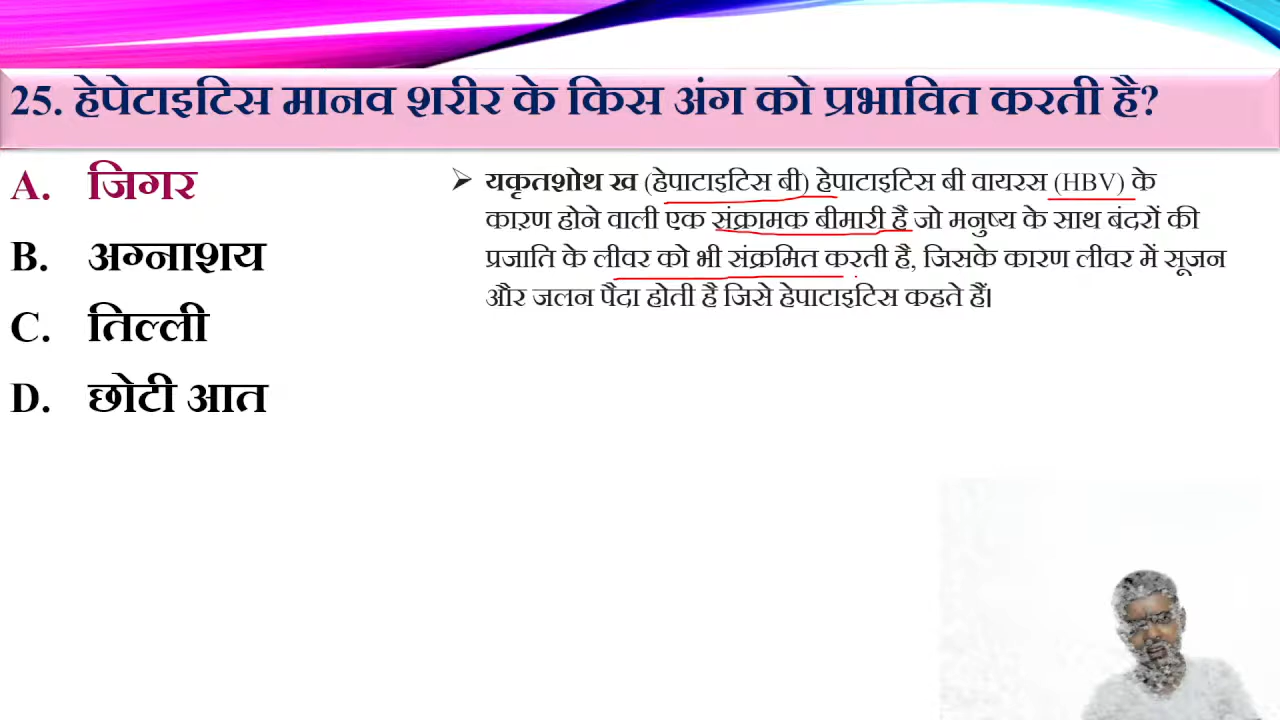 25. हेपेटाइटिस मानव शरीर के किस अंग को प्रभावित करती है?
A. जिगर
B. अग्नाशय
C. तिल्ली
D. छोटी आत
➢ यकृतशोथ ख (हेपाटाइटिस बी) हेपाटाइटिस बी वायरस (HBV) के
कारण होने वाली एक संक्रामक बीमारी है जो मनुष्य के साथ बंदरों की
प्रजाति के लीवर को भी संक्रमित करती है, जिसके कारण लीवर में सूजन
और जलन पैदा होती है जिसे हेपाटाइटिस कहते हैं।